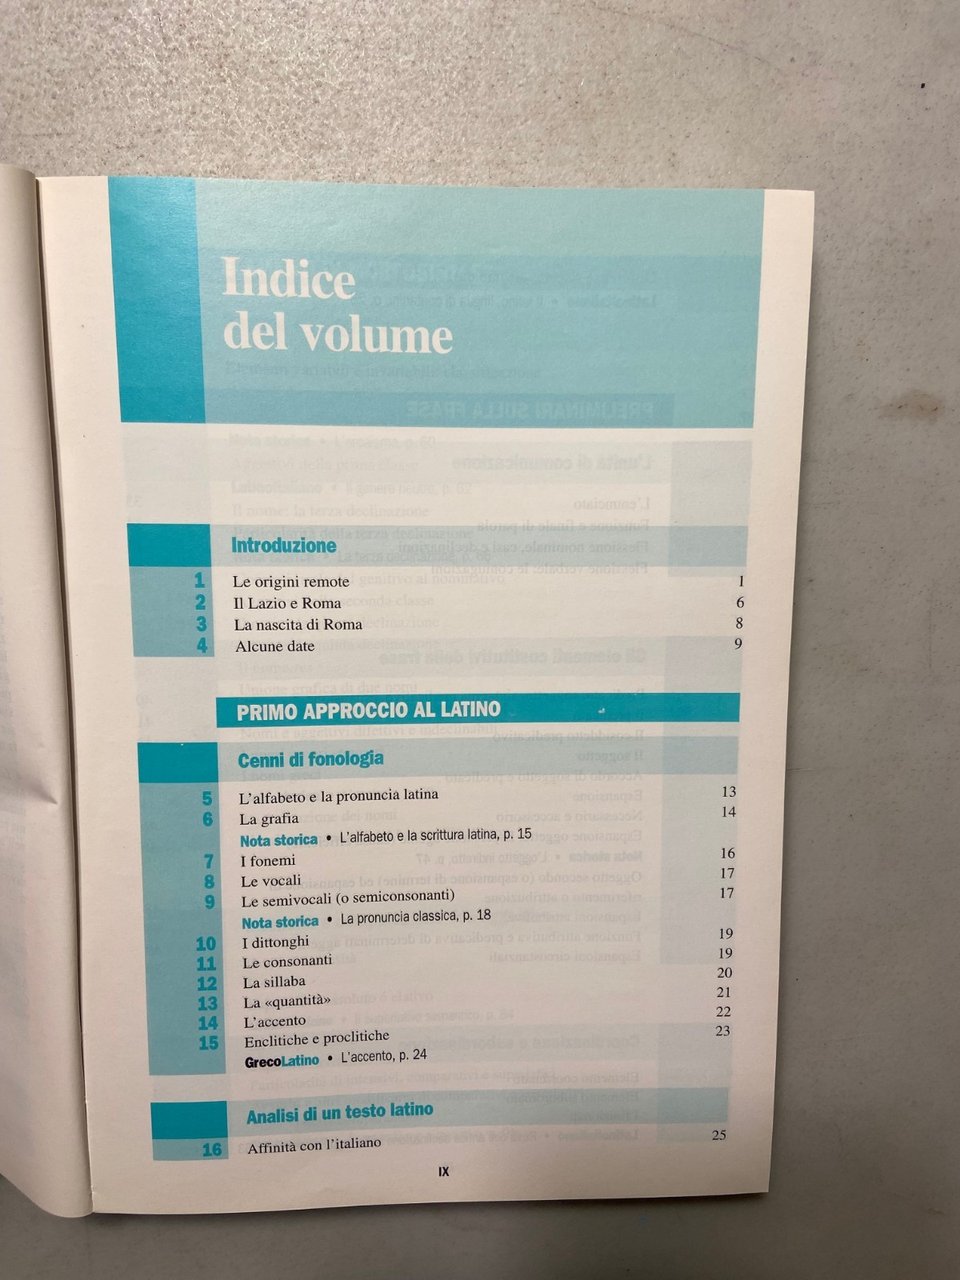 Indice
del volume
Introduzione
1 Le origini remote 1
2 Il Lazio e Roma 6
3 La nascita di Roma 8
4 Alcune date 9
PRIMO APPROCCIO AL LATINO
Cenni di fonologia
5 L'alfabeto e la pronuncia latina 13
6 La grafia 14
Nota storica • L'alfabeto e la scrittura latina, p. 15
7 I fonemi 16
8 Le vocali 17
9 Le semivocali (o semiconsonanti) 17
Nota storica • La pronuncia classica, p. 18
10 I dittonghi 19
11 Le consonanti 19
12 La sillaba 20
13 La «quantità» 21
14 L'accento 22
15 Enclitiche e proclitiche 23
GrecoLatino • L'accento, p. 24
Analisi di un testo latino
16 Affinità con l'italiano 25
IX